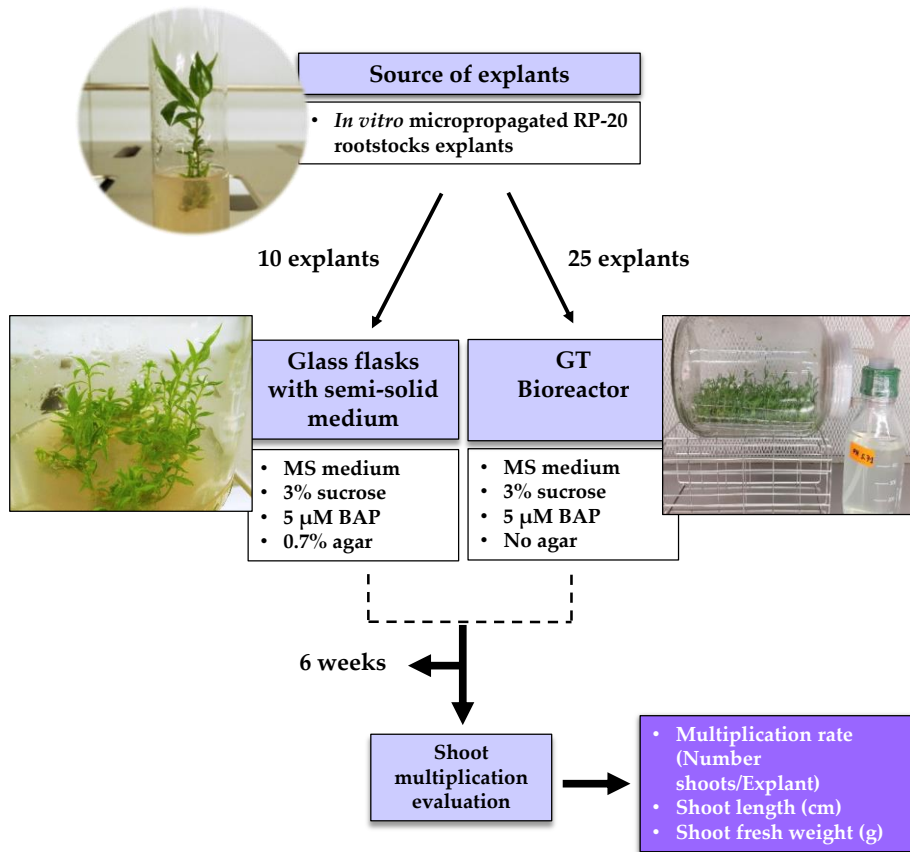 Source of explants
• In vitro micropropagated RP-20
rootstocks explants
10 explants
25 explants
Glass flasks
with semi-solid
medium
GT
Bioreactor
• MS medium
• 3% sucrose
• 5 µM BAP
• 0.7% agar
• MS medium
• 3% sucrose
• 5 µM BAP
• No agar
6 weeks
Shoot
multiplication
evaluation
• Multiplication rate
(Number
shoots/Explant)
• Shoot length (cm)
• Shoot fresh weight (g)